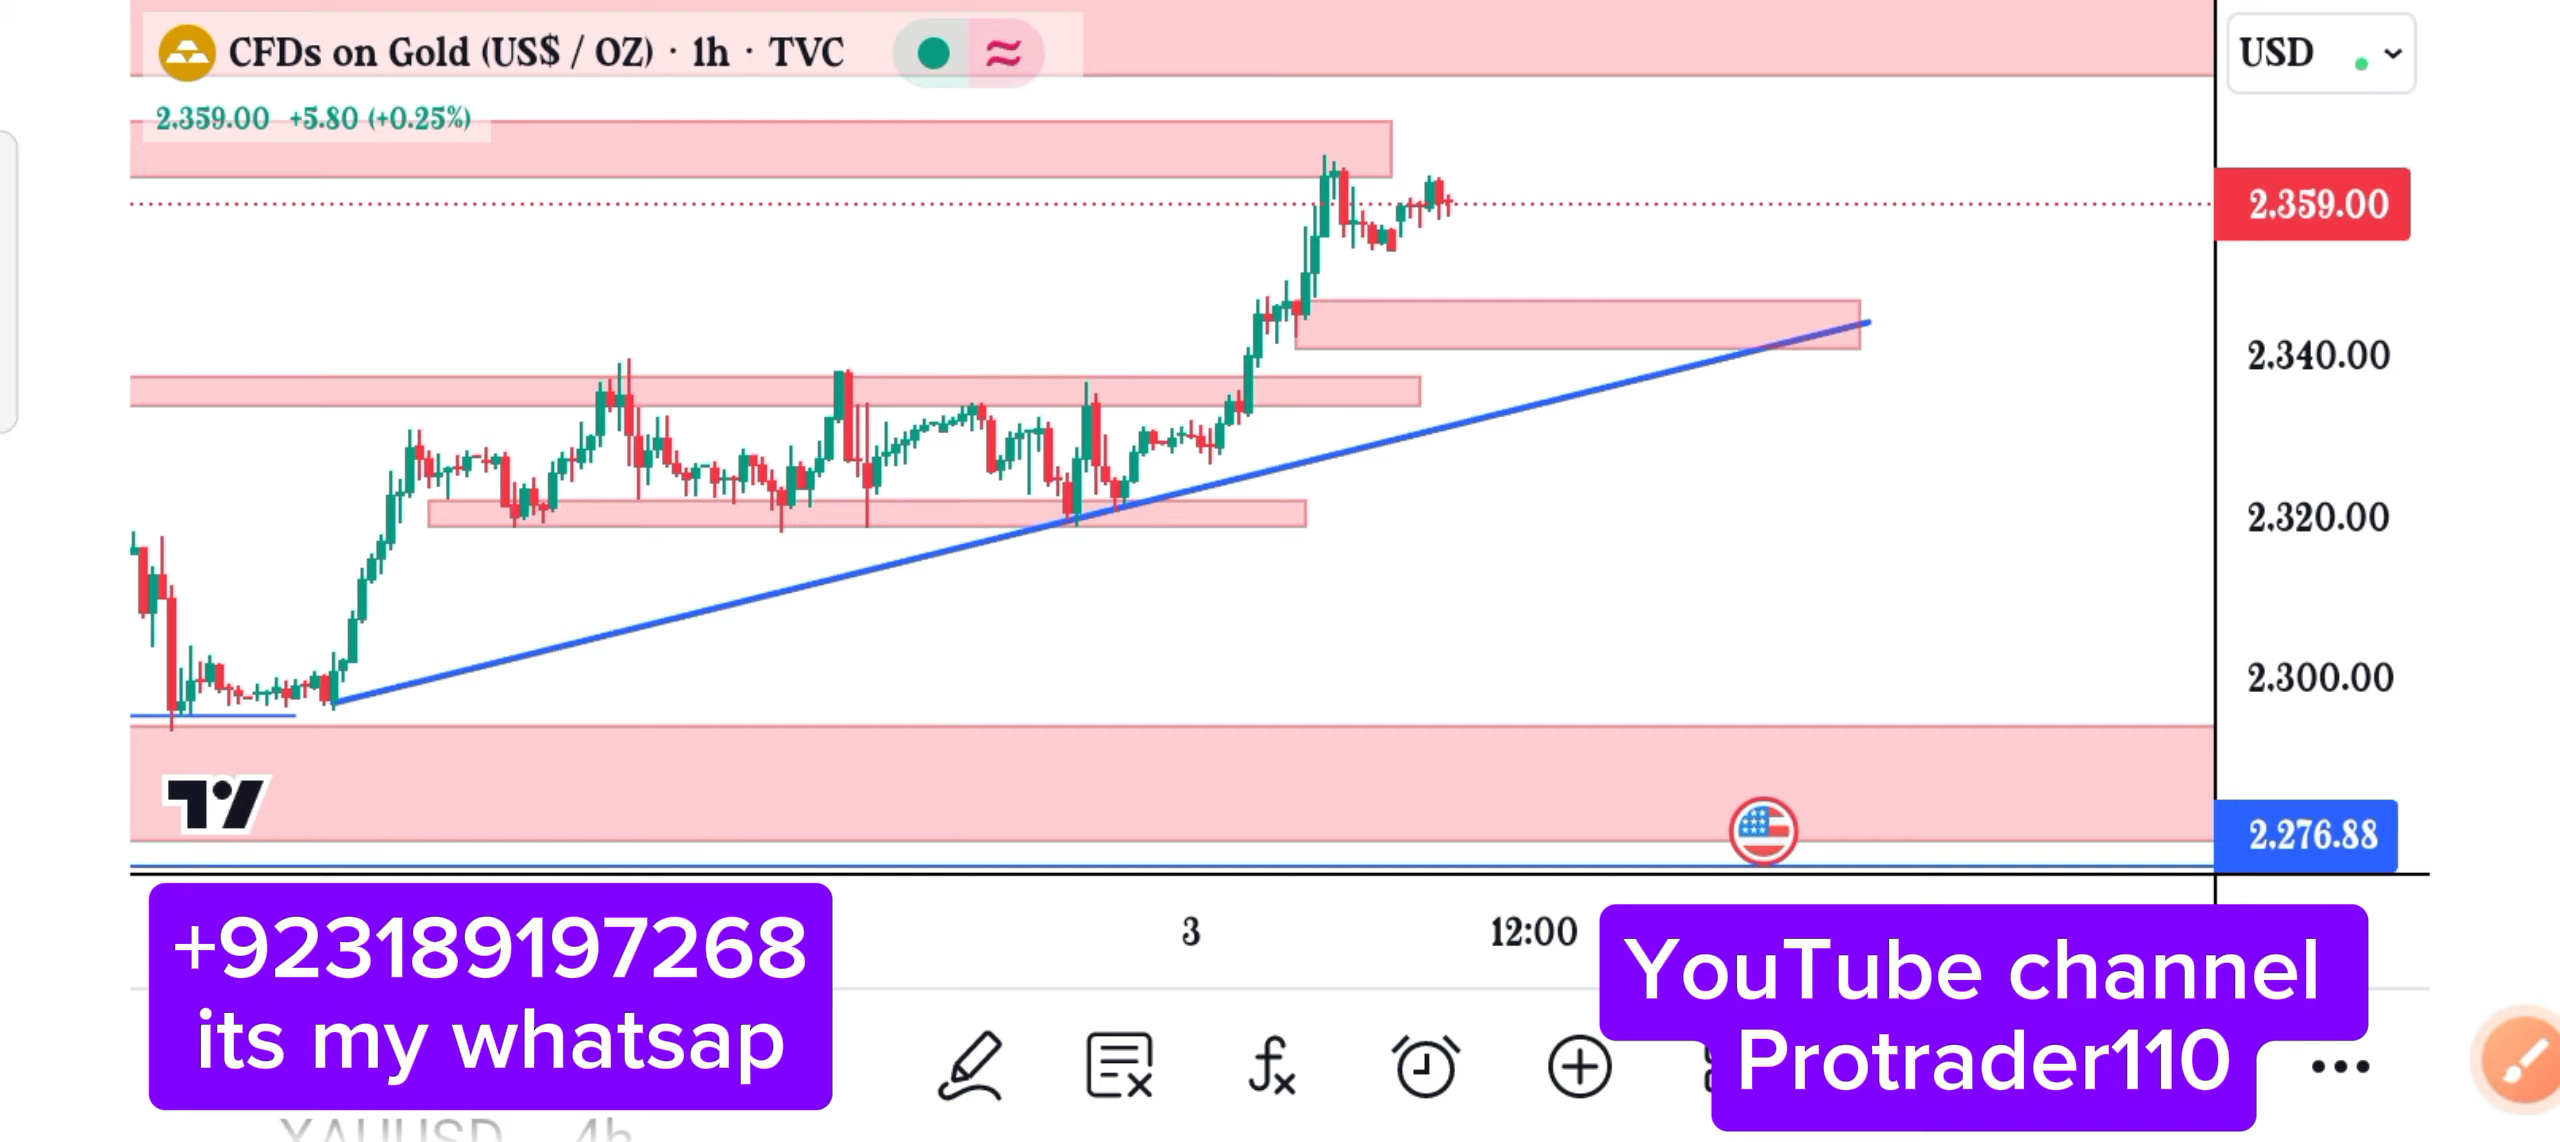 CFDs on Gold (US$ / OZ) · 1h · TVC
USD
2,359.00 +5.80 (+0.25%)
2,359.00
2,340.00
2,320.00
2,300.00
2,276.88
3
12:00
+923189197268
its my whatsap
YouTube channel
Protrader110
XAUUSD 4h